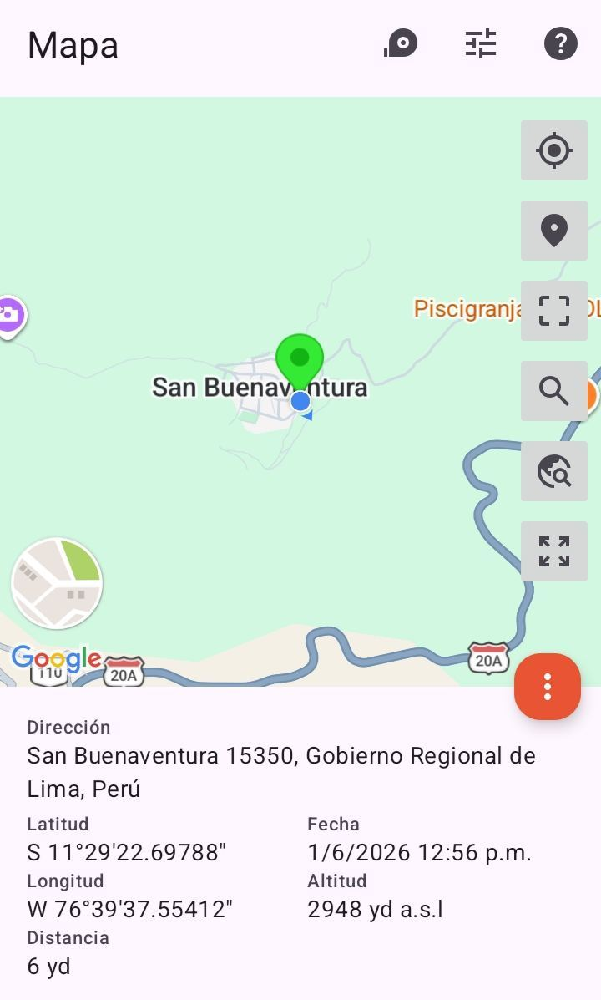 Mapa
Piscigranja
OL
San Buenaventura
Google
110
20A
20A
Dirección
San Buenaventura 15350, Gobierno Regional de
Lima, Perú
Latitud
S 11°29'22.69788"
Fecha
1/6/2026 12:56 p.m.
Longitud
W 76°39'37.55412"
Altitud
2948 yd a.s.l
Distancia
6 yd